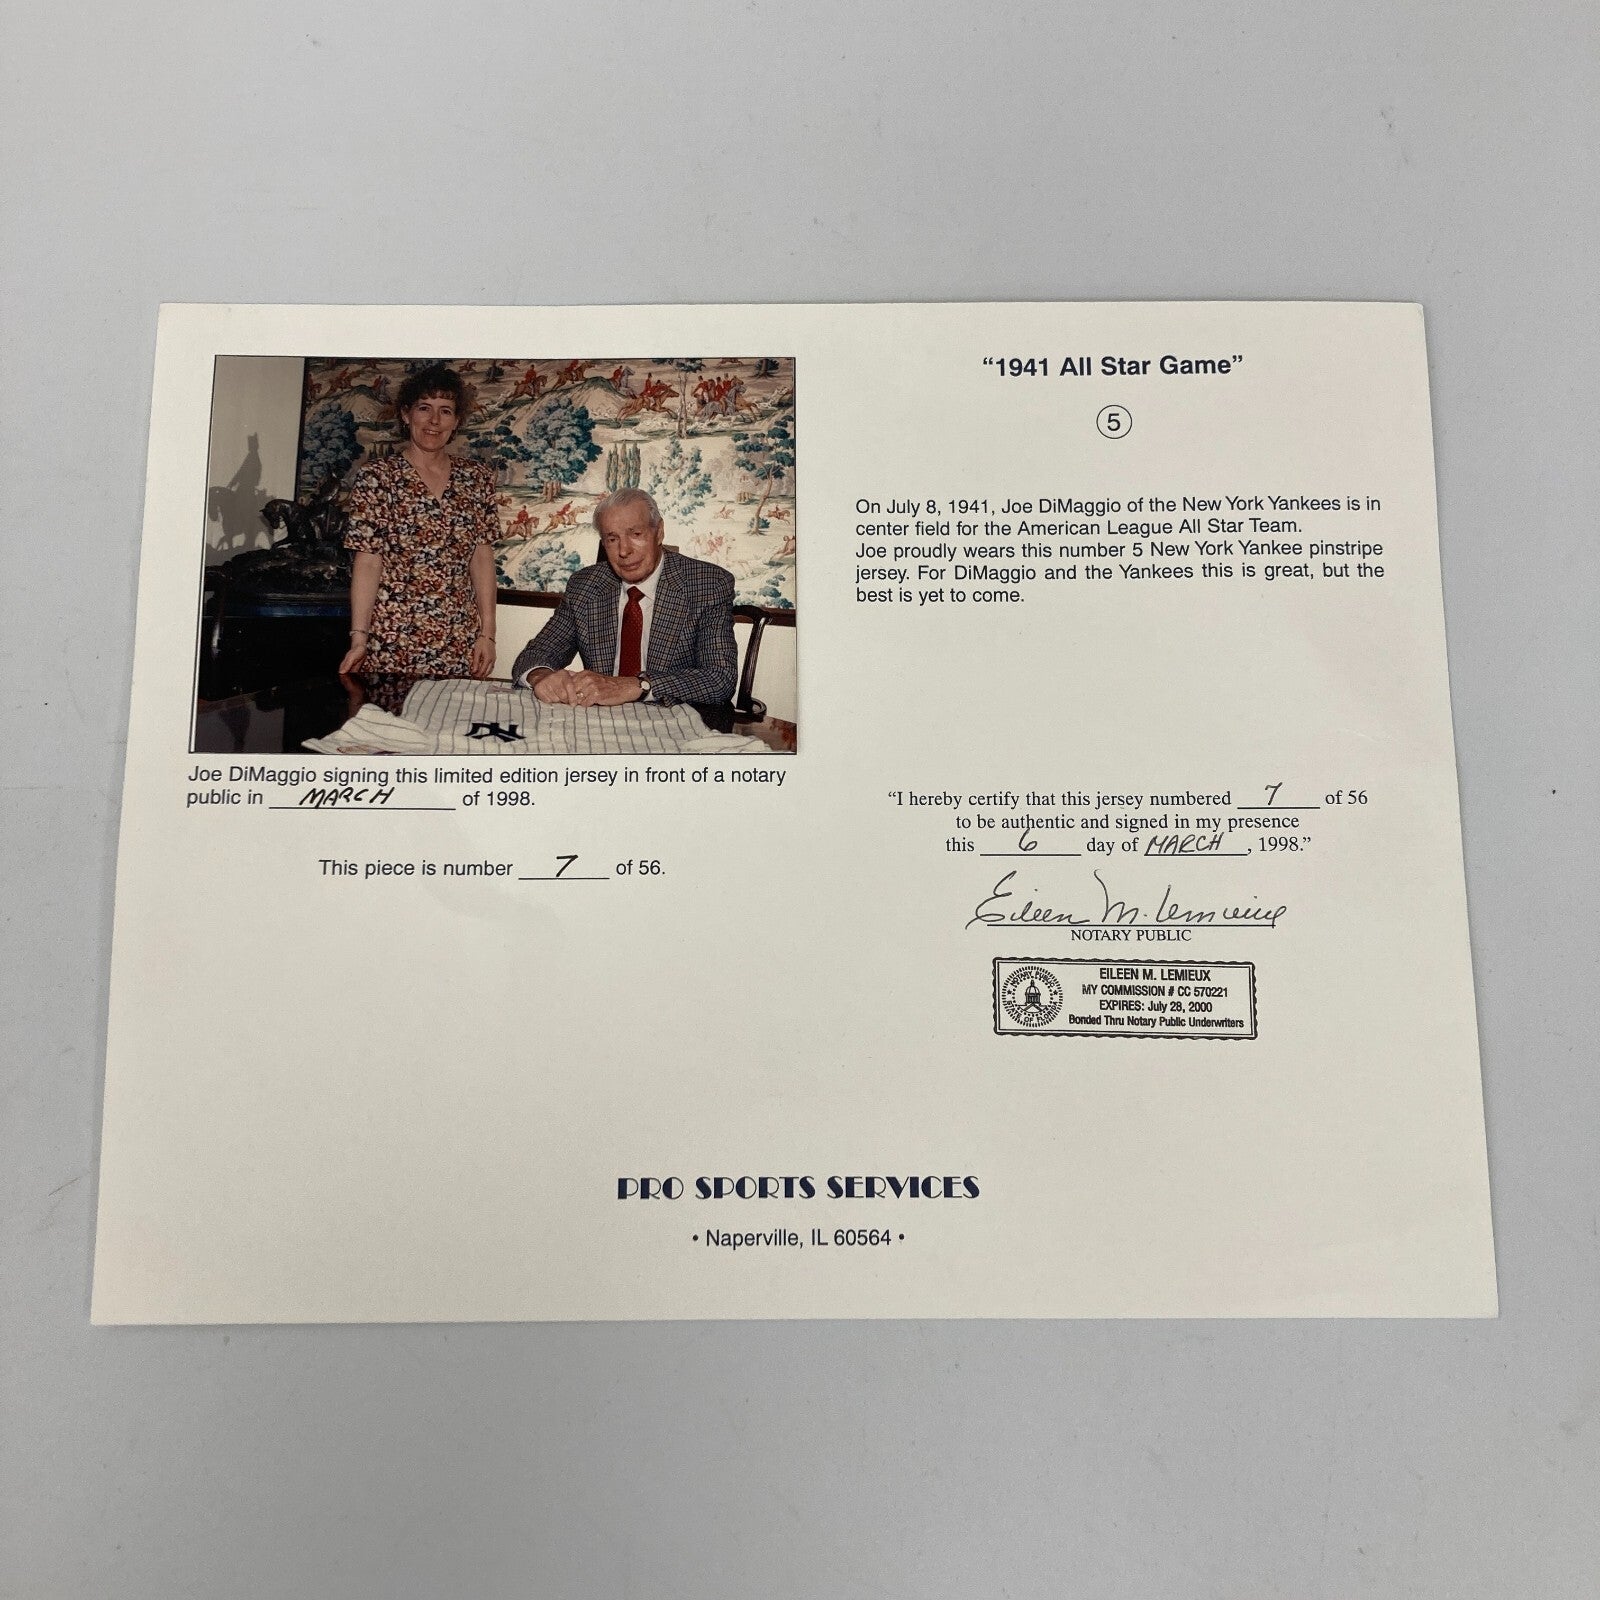 Joe DiMaggio signing this limited edition jersey in front of a notary
public in MARCH of 1998.
This piece is number 7 of 56.
“1941 All Star Game”
5
On July 8, 1941, Joe DiMaggio of the New York Yankees is in
center field for the American League All Star Team.
Joe proudly wears this number 5 New York Yankee pinstripe
jersey. For DiMaggio and the Yankees this is great, but the
best is yet to come.
“I hereby certify that this jersey numbered 7 of 56
to be authentic and signed in my presence
this 6 day of MARCH, 1998.”
Eileen M. Lemieux
NOTARY PUBLIC
NOTARY PUBLIC
STATE OF FLORIDA
EILEEN M. LEMIEUX
MY COMMISSION # CC 570221
EXPIRES: July 28, 2000
Bonded Thru Notary Public Underwriters
PRO SPORTS SERVICES
• Naperville, IL 60564 •